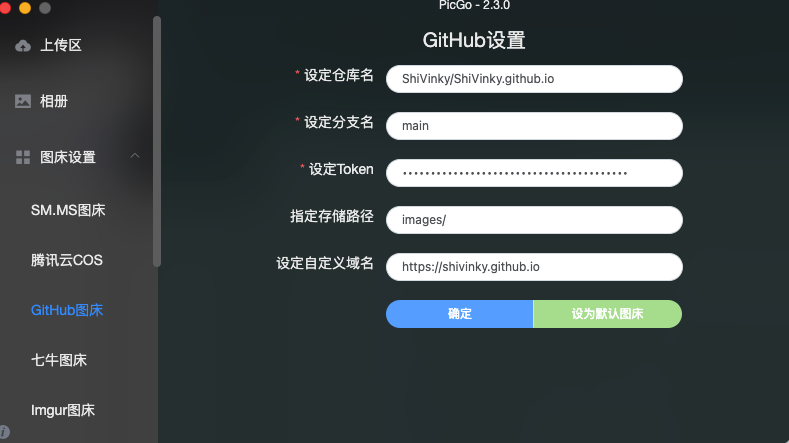 PicGo - 2.3.0
上传区
相册
图床设置
SM.MS图床
腾讯云COS
GitHub图床
七牛图床
Imgur图床
GitHub设置
* 设定仓库名
ShiVinky/ShiVinky.github.io
* 设定分支名
main
* 设定Token
••••••••••••••••••••••••••••••••••••••••
指定存储路径
images/
设定自定义域名
https://shivinky.github.io
确定
设为默认图床